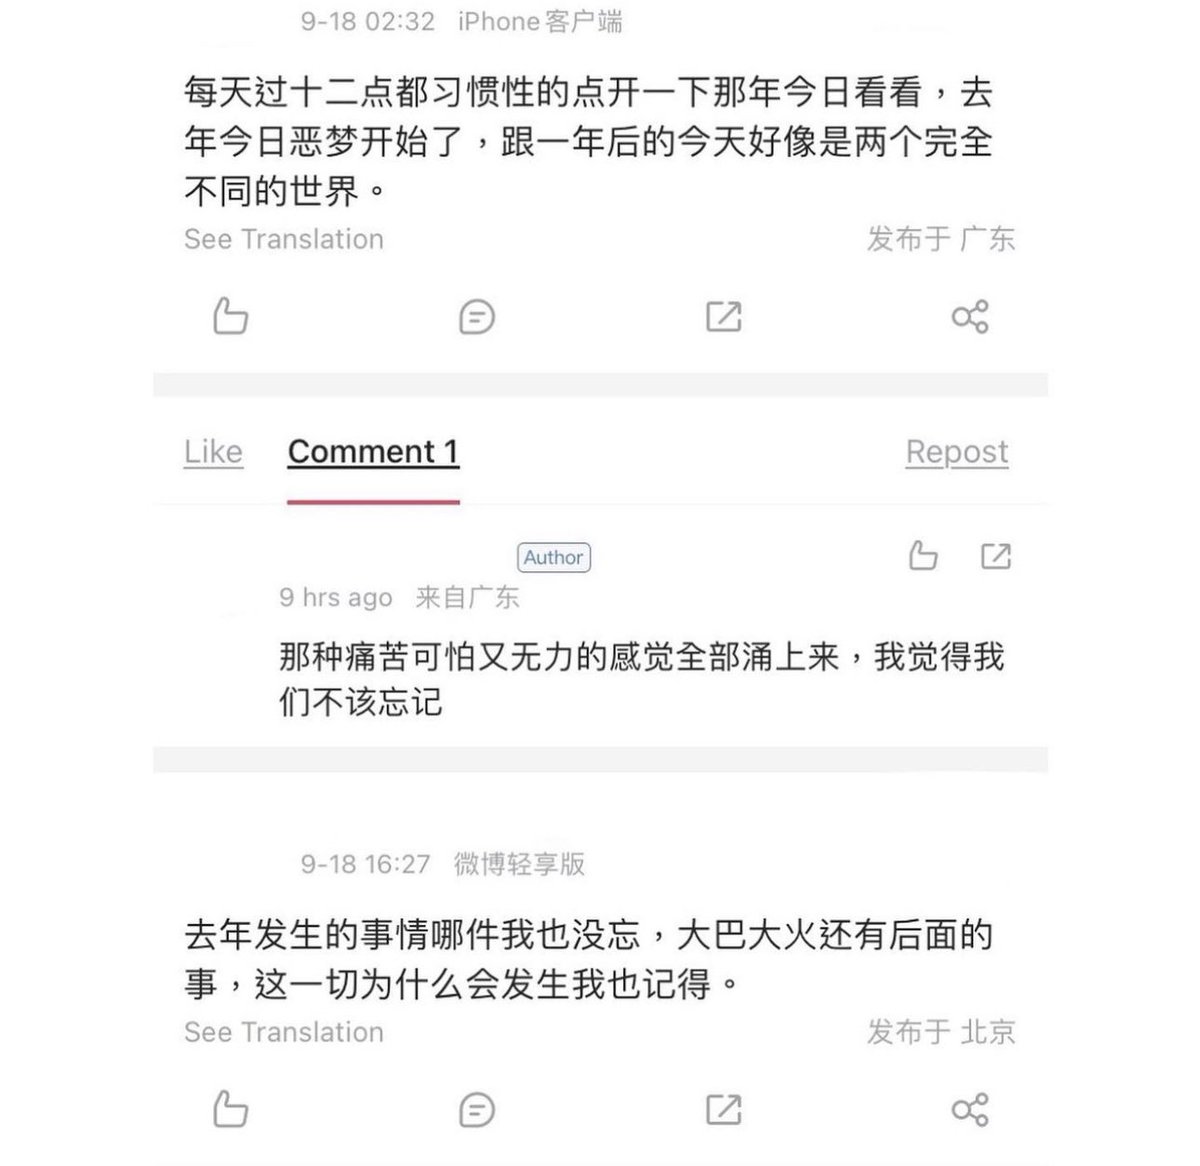 9-18 02:32 iPhone客户端
每天过十二点都习惯性的点开一下那年今日看看，去
年今日恶梦开始了，跟一年后的今天好像是两个完全
不同的世界。
See Translation 发布于 广东
Like Comment 1 Repost
Author
9 hrs ago 来自广东
那种痛苦可怕又无力的感觉全部涌上来，我觉得我
们不该忘记
9-18 16:27 微博轻享版
去年发生的事情哪件我也没忘，大巴大火还有后面的
事，这一切为什么会发生我也记得。
See Translation 发布于 北京